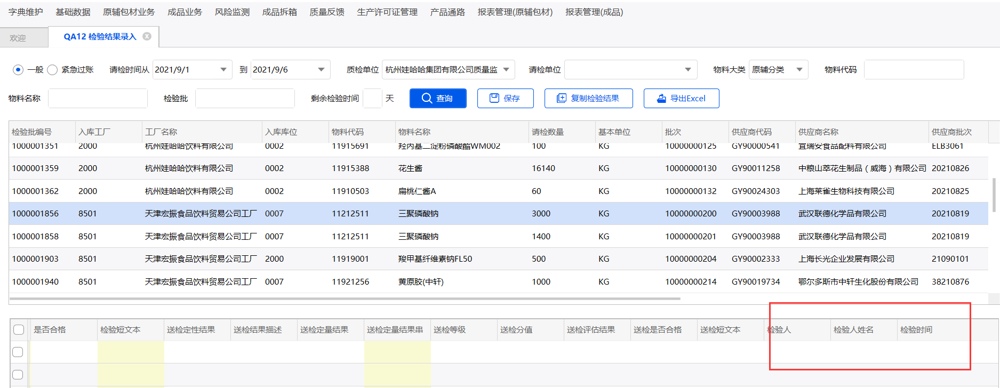 字典维护 基础数据 原辅包材业务 成品业务 风险监测 成品拆箱 质量反馈 生产许可证管理 产品通路 报表管理(原辅包材) 报表管理(成品)
欢迎 QA12 检验结果录入
一般 紧急过账 请检时间从 2021/9/1 到 2021/9/6 质检单位 杭州娃哈哈集团有限公司质量监 请检单位 物料大类 原辅分类 物料代码
物料名称 检验批 剩余检验时间 天 查询 保存 复制检验结果 导出Excel
检验批编号 入库工厂 工厂名称 入库库位 物料代码 物料名称 请检数量 基本单位 批次 供应商代码 供应商名称 供应商批次
1000001351 2000 杭州娃哈哈饮料有限公司 0002 11915691 羟丙基二淀粉磷酸酯WM002 100 KG 10000000125 GY90000541 宜瑞安食品配料有限公司 ELB3061
1000001359 2000 杭州娃哈哈饮料有限公司 0002 11915388 花生酱 16140 KG 10000000130 GY90011258 中粮山萃花生制品（威海）有限公司 20210826
1000001362 2000 杭州娃哈哈饮料有限公司 0002 11910503 扁桃仁酱A 60 KG 10000000132 GY90024303 上海莱雀生物科技有限公司 20210825
1000001856 8501 天津宏振食品饮料贸易公司工厂 0007 11212511 三聚磷酸钠 3000 KG 10000000200 GY90003988 武汉联德化学品有限公司 20210819
1000001858 8501 天津宏振食品饮料贸易公司工厂 0007 11212511 三聚磷酸钠 1400 KG 10000000201 GY90003988 武汉联德化学品有限公司 20210819
1000001903 8501 天津宏振食品饮料贸易公司工厂 2000 11919001 羧甲基纤维素钠FL50 500 KG 10000000204 GY90002333 上海长光企业发展有限公司 21090101
1000001940 8501 天津宏振食品饮料贸易公司工厂 0007 11921256 黄原胶(中轩) 1000 KG 10000000214 GY90019734 鄂尔多斯市中轩生化股份有限公司 38210876
是否合格 检验短文本 送检定性结果 送检结果描述 送检定量结果 送检定量结果串 送检等级 送检分值 送检评估结果 送检是否合格 送检短文本 检验人 检验人姓名 检验时间